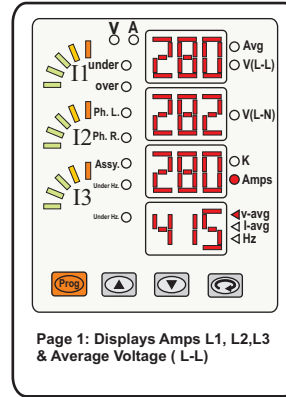 V A
280
Avg
V(L-L)
I1
under
over
282
V(L-N)
I2
Ph. L.
Ph. R.
280
K
Amps
I3
Assy.
Under Hz.
Under Hz.
415
v-avg
I-avg
Hz
Prog
Page 1: Displays Amps L1, L2,L3
& Average Voltage ( L-L)